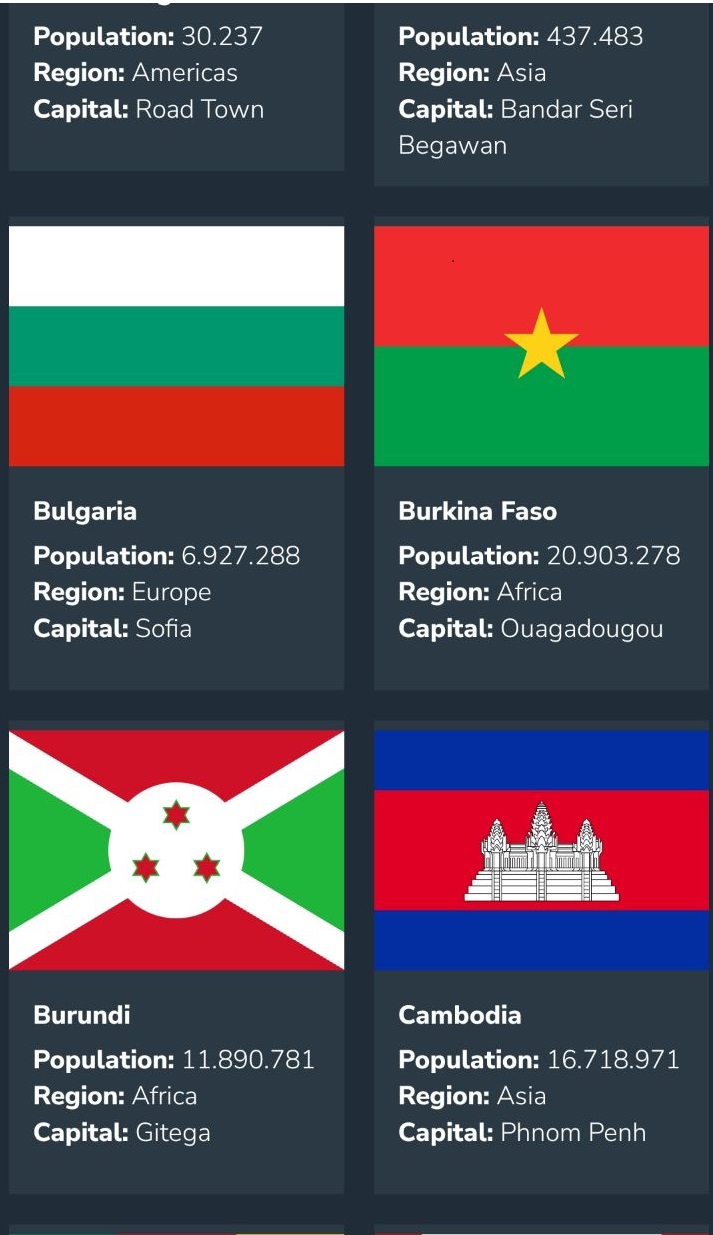 Population: 30.237
Region: Americas
Capital: Road Town
Population: 437.483
Region: Asia
Capital: Bandar Seri
Begawan
Bulgaria
Population: 6.927.288
Region: Europe
Capital: Sofia
Burkina Faso
Population: 20.903.278
Region: Africa
Capital: Ouagadougou
Burundi
Population: 11.890.781
Region: Africa
Capital: Gitega
Cambodia
Population: 16.718.971
Region: Asia
Capital: Phnom Penh